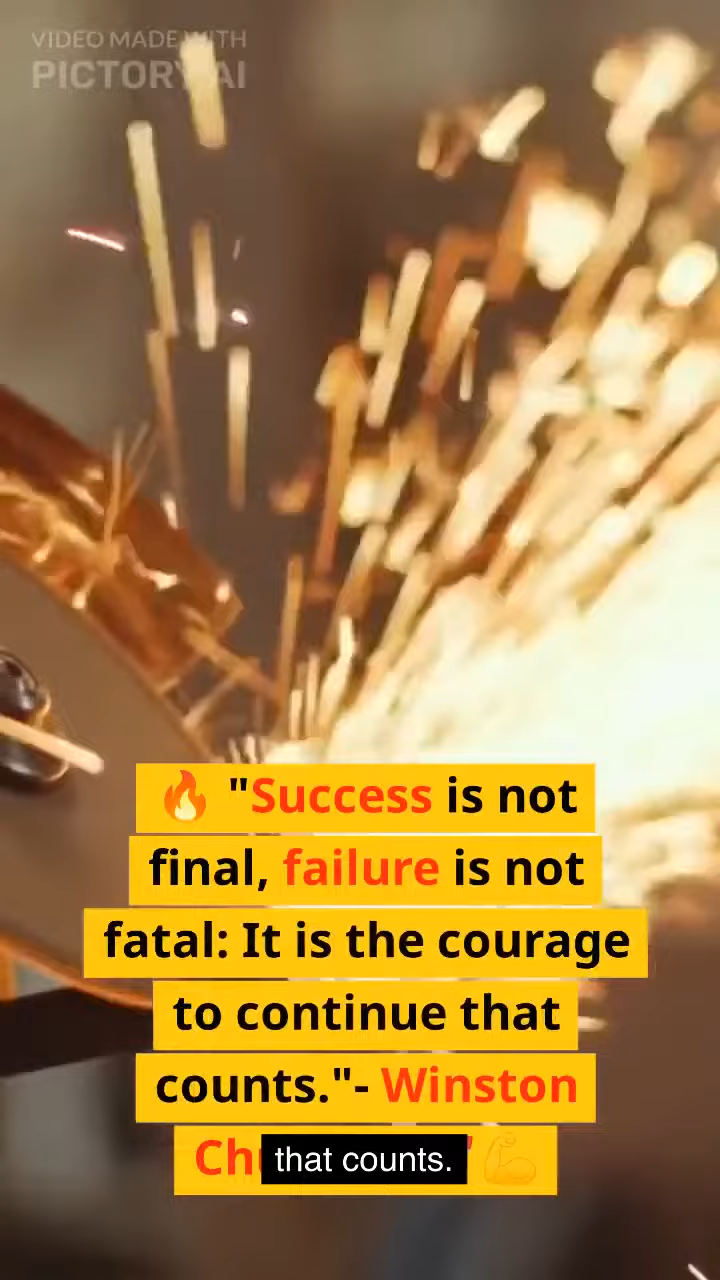 VIDEO MADE WITH
PICTORY.AI
🔥 "Success is not
final, failure is not
fatal: It is the courage
to continue that
counts."- Winston
" 💪
that counts.